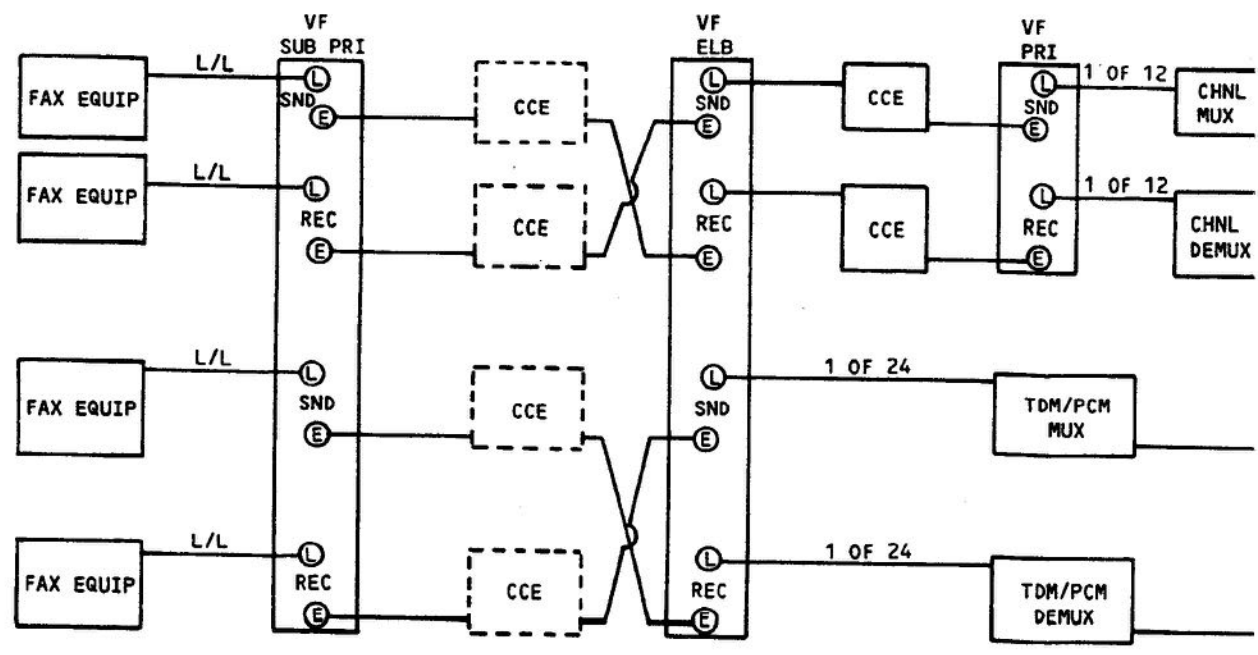 VF
SUB PRI
VF
ELB
VF
PRI
FAX EQUIP
L/L
L
SND
E
CCE
L
SND
E
CCE
L
SND
E
1 OF 12
CHNL
MUX
FAX EQUIP
L/L
L
REC
E
CCE
L
REC
E
CCE
L
REC
E
1 OF 12
CHNL
DEMUX
FAX EQUIP
L/L
L
SND
E
CCE
L
SND
E
1 OF 24
TDM/PCM
MUX
FAX EQUIP
L/L
L
REC
E
CCE
L
REC
E
1 OF 24
TDM/PCM
DEMUX